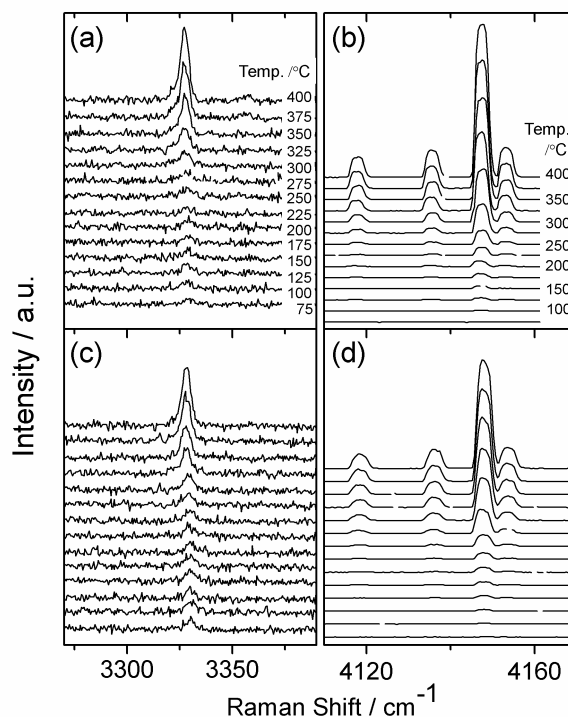 (a)
Temp. /°C
400
375
350
325
300
275
250
225
200
175
150
125
100
75
(b)
Temp.
/°C
400
350
300
250
200
150
100
(c)
(d)
Intensity / a.u.
3300 3350 4120 4160
Raman Shift / cm-1